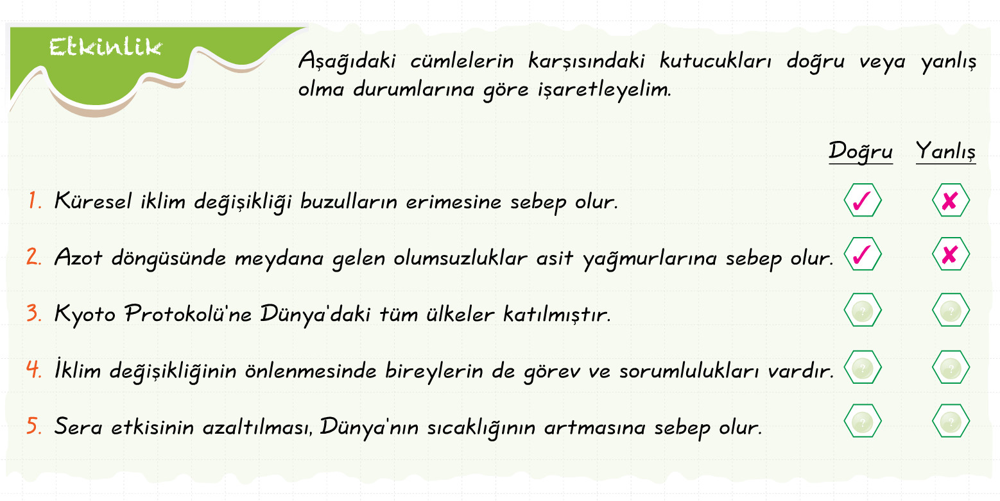 Etkinlik
Aşağıdaki cümlelerin karşısındaki kutucukları doğru veya yanlış
olma durumlarına göre işaretleyelim.
Doğru Yanlış
1. Küresel iklim değişikliği buzulların erimesine sebep olur. ✓ ✘
2. Azot döngüsünde meydana gelen olumsuzluklar asit yağmurlarına sebep olur. ✓ ✘
3. Kyoto Protokolü'ne Dünya'daki tüm ülkeler katılmıştır. ? ?
4. İklim değişikliğinin önlenmesinde bireylerin de görev ve sorumlulukları vardır. ? ?
5. Sera etkisinin azaltılması, Dünya'nın sıcaklığının artmasına sebep olur. ? ?